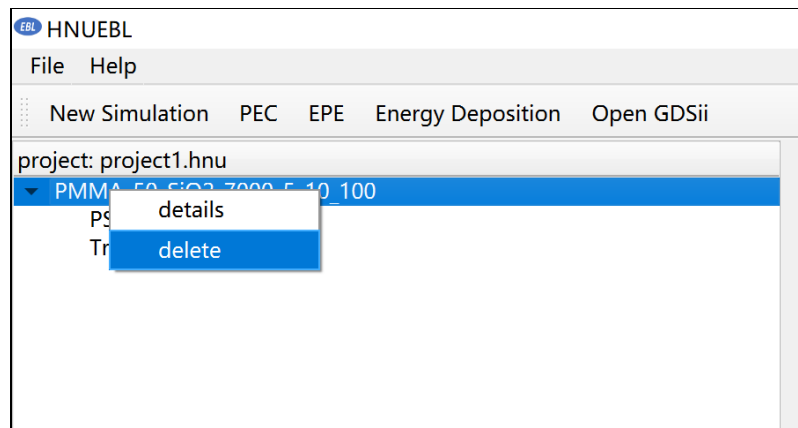 EBL HNUEBL
File Help
New Simulation PEC EPE Energy Deposition Open GDSii
project: project1.hnu
PMMA_50_SiO2_7000_5_10_100
details
delete